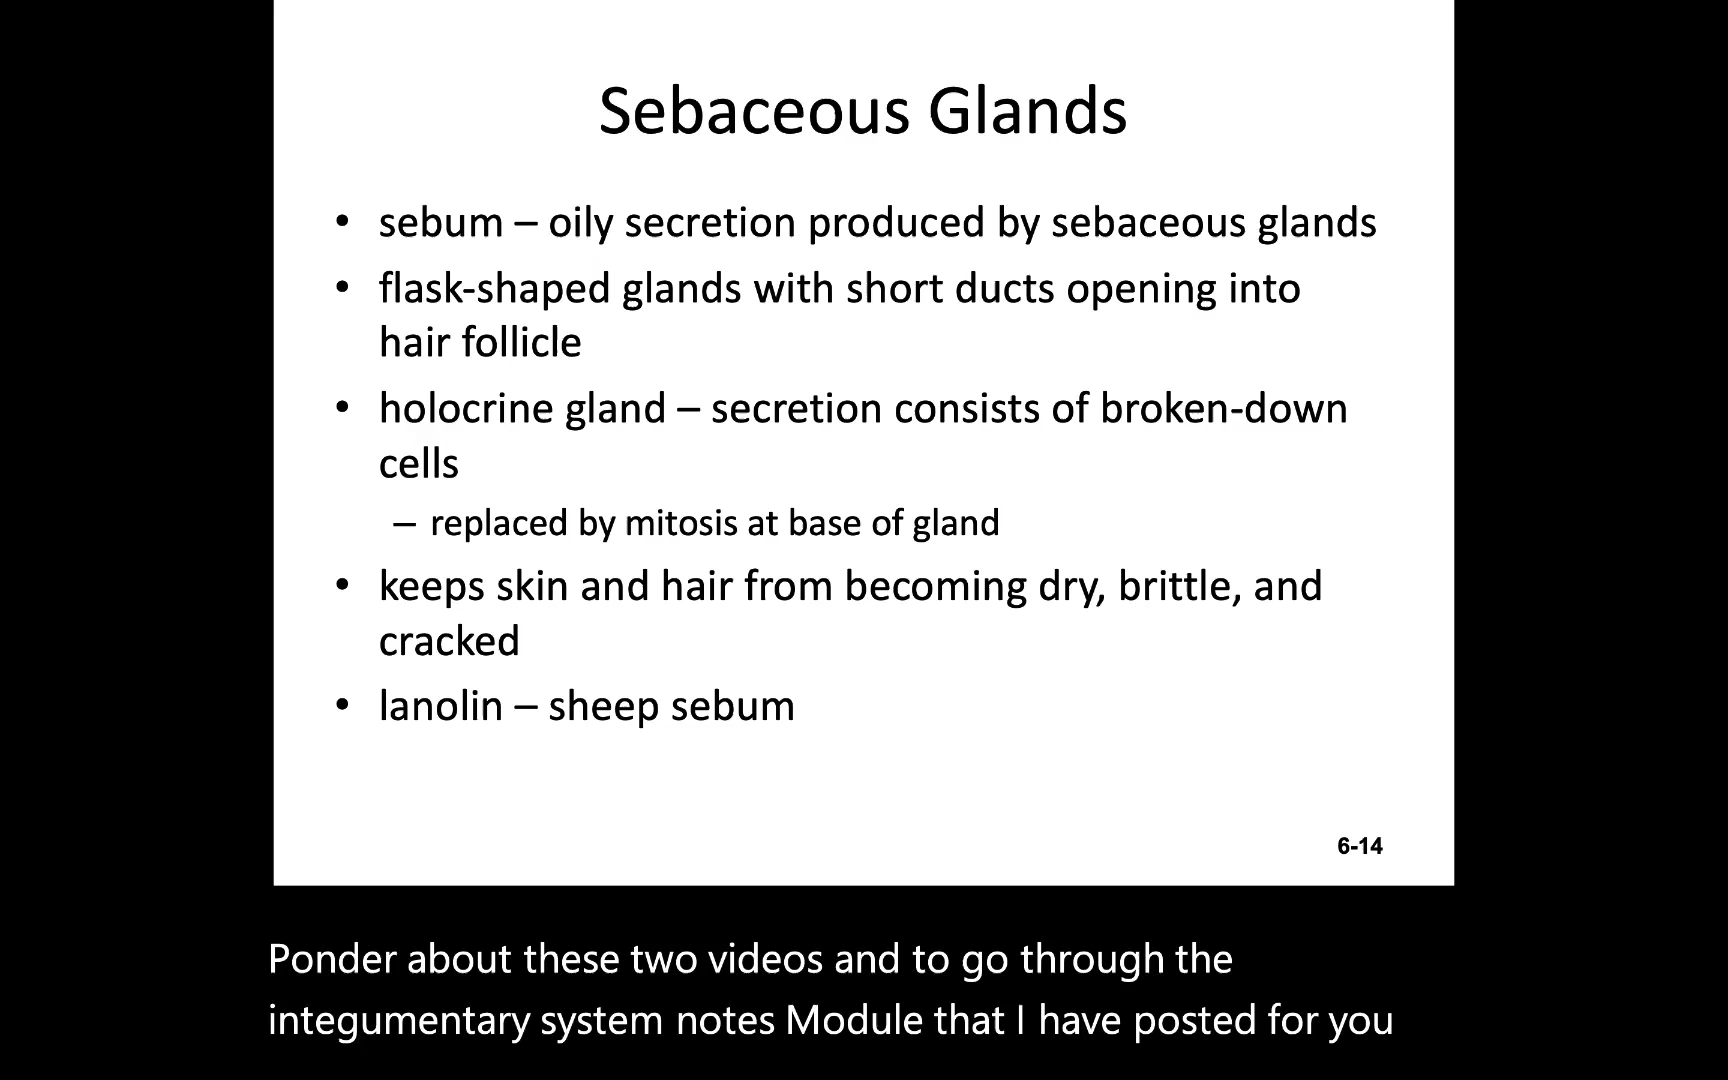 Sebaceous Glands
• sebum – oily secretion produced by sebaceous glands
• flask-shaped glands with short ducts opening into
hair follicle
• holocrine gland – secretion consists of broken-down
cells
– replaced by mitosis at base of gland
• keeps skin and hair from becoming dry, brittle, and
cracked
• lanolin – sheep sebum
6-14
Ponder about these two videos and to go through the
integumentary system notes Module that I have posted for you